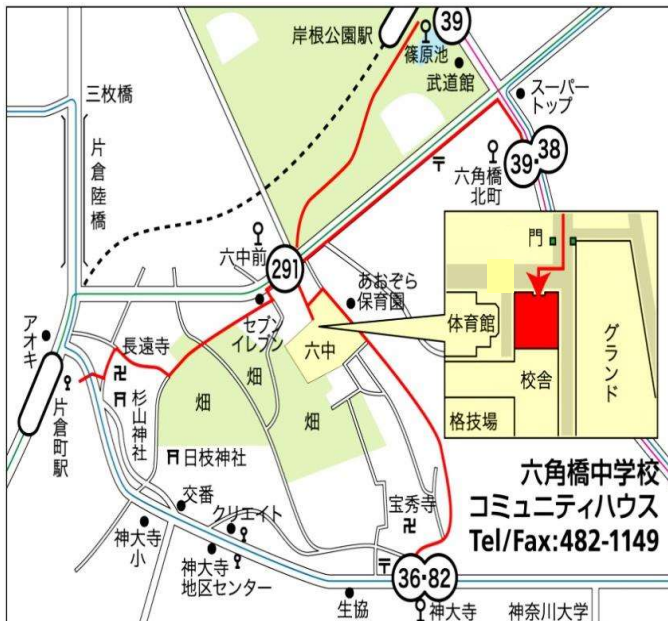 岸根公園駅
39
篠原池
武道館
スーパー
トップ
三枚橋
片倉陸橋
〒
六角橋
北町
39・38
六中前
291
あおぞら
保育園
セブン
イレブン
六中
門
体育館
グランド
校舎
格技場
アオキ
長遠寺
卍
杉山神社
片倉町駅
畑
畑
畑
日枝神社
交番
クリエイト
宝秀寺
卍
神大寺
小
神大寺
地区センター
〒
36・82
生協
神大寺
神奈川大学
六角橋中学校
コミュニティハウス
Tel/Fax:482-1149